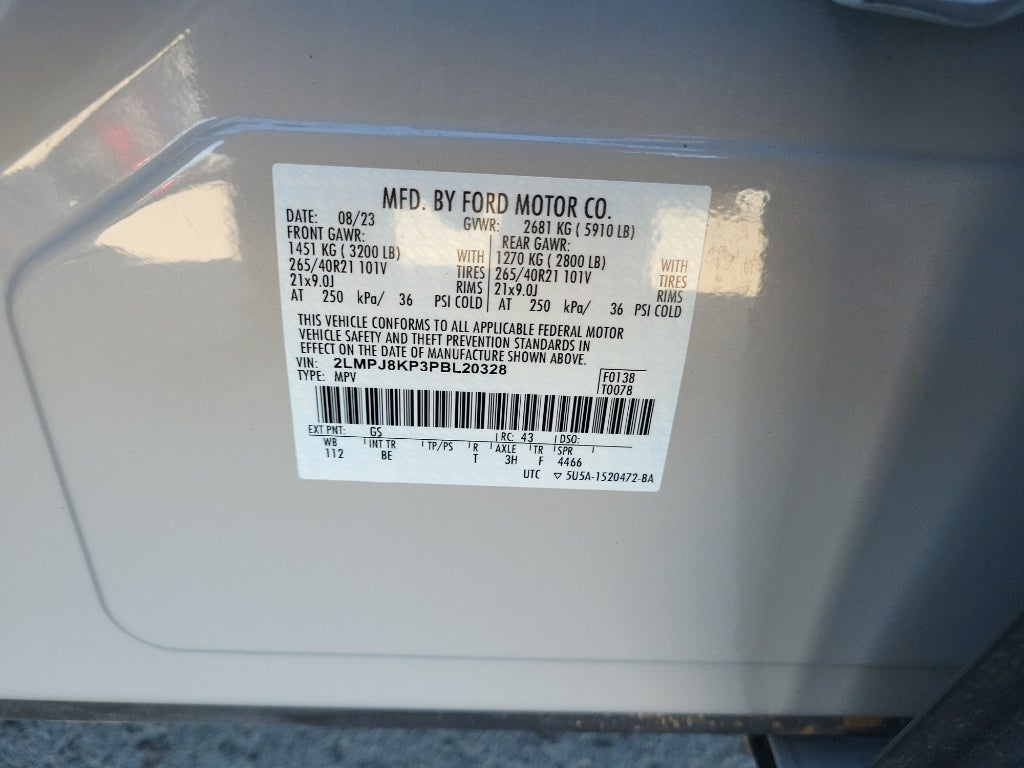 MFD. BY FORD MOTOR CO.
DATE: 08/23 GVWR: 2681 KG ( 5910 LB)
FRONT GAWR: REAR GAWR:
1451 KG ( 3200 LB) WITH 1270 KG ( 2800 LB) WITH
265/40R21 101V TIRES 265/40R21 101V TIRES
21x9.0J RIMS 21x9.0J RIMS
AT 250 kPa/ 36 PSI COLD AT 250 kPa/ 36 PSI COLD
THIS VEHICLE CONFORMS TO ALL APPLICABLE FEDERAL MOTOR
VEHICLE SAFETY AND THEFT PREVENTION STANDARDS IN
EFFECT ON THE DATE OF MANUFACTURE SHOWN ABOVE.
VIN: 2LMPJ8KP3PBL20328
TYPE: MPV F0138
T0078
EXT PNT: GS RC: 43 DSO:
WB INT TR TP/PS R AXLE TR SPR
112 BE T 3H F 4466
UTC ▽ 5U5A-1520472-BA